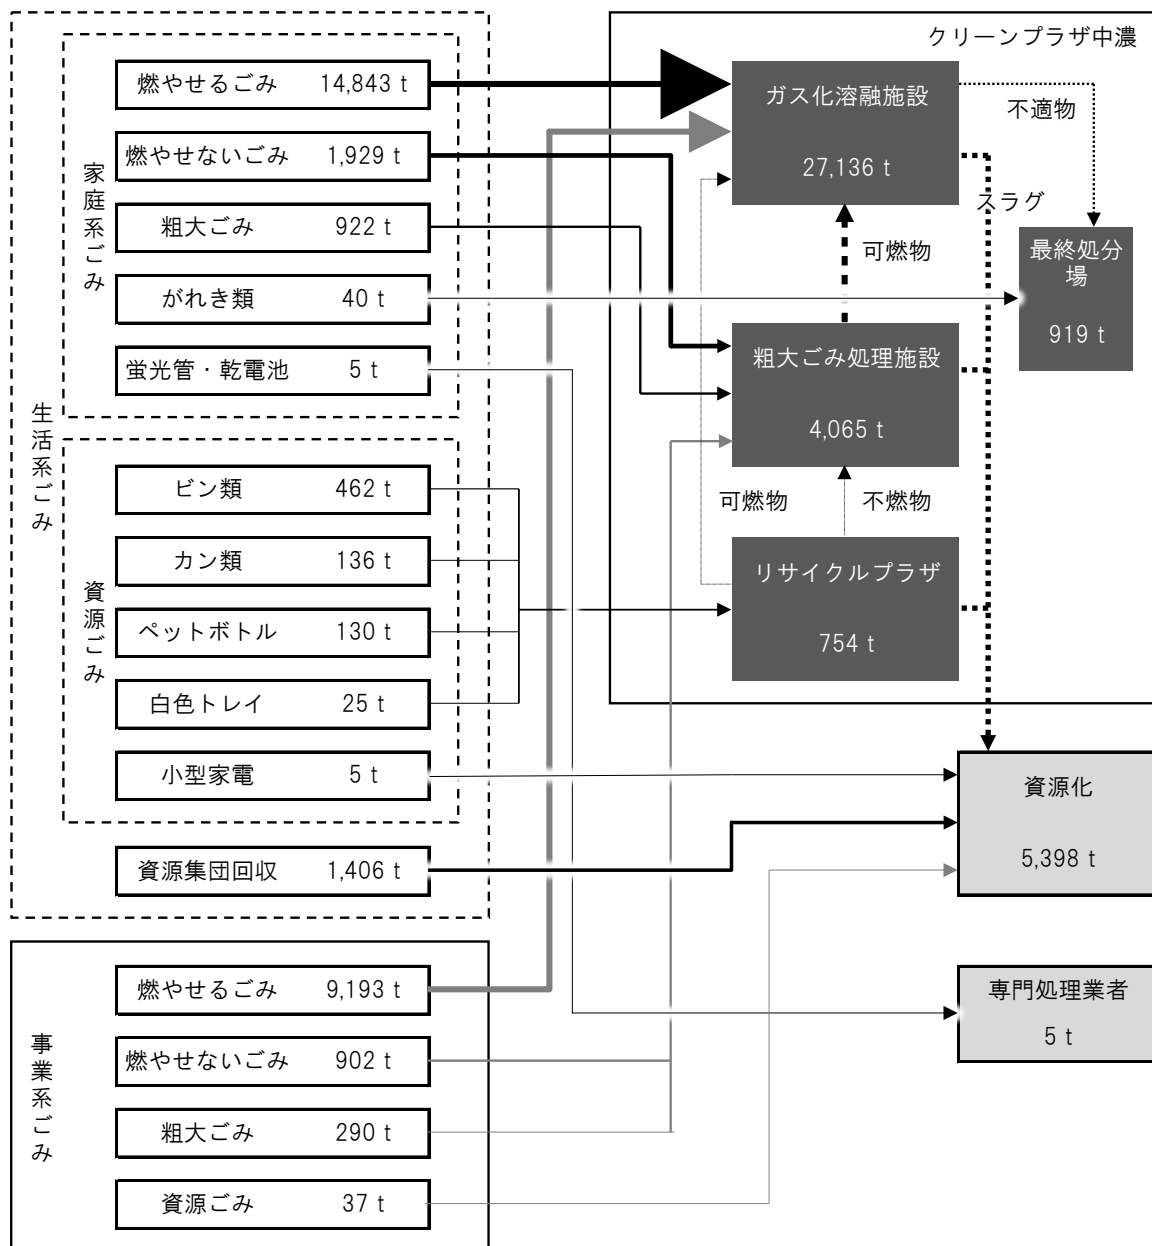 生活系ごみ
家庭系ごみ
燃やせるごみ 14,843 t
燃やせないごみ 1,929 t
粗大ごみ 922 t
がれき類 40 t
蛍光管・乾電池 5 t
資源ごみ
ビン類 462 t
カン類 136 t
ペットボトル 130 t
白色トレイ 25 t
小型家電 5 t
資源集団回収 1,406 t
事業系ごみ
燃やせるごみ 9,193 t
燃やせないごみ 902 t
粗大ごみ 290 t
資源ごみ 37 t
クリーンプラザ中濃
ガス化溶融施設
27,136 t
不適物
スラグ
可燃物
最終処分
場
919 t
粗大ごみ処理施設
4,065 t
可燃物
不燃物
リサイクルプラザ
754 t
資源化
5,398 t
専門処理業者
5 t